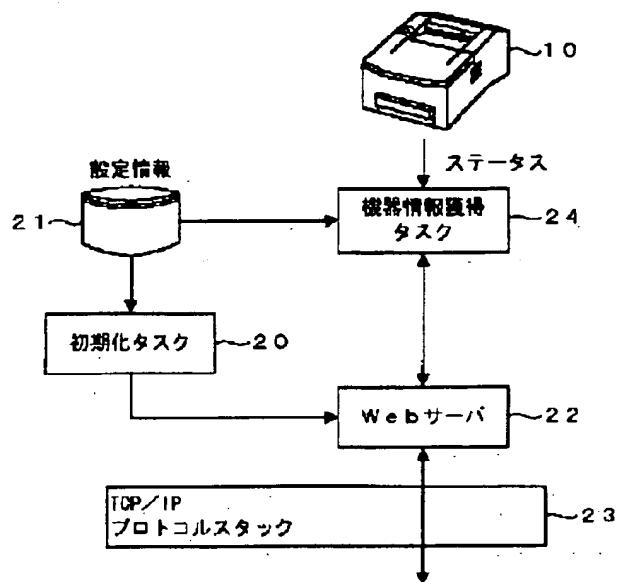 10
ステータス
設定情報
21
機器情報獲得
タスク
24
初期化タスク
20
Webサーバ
22
TCP/IP
プロトコルスタック
23